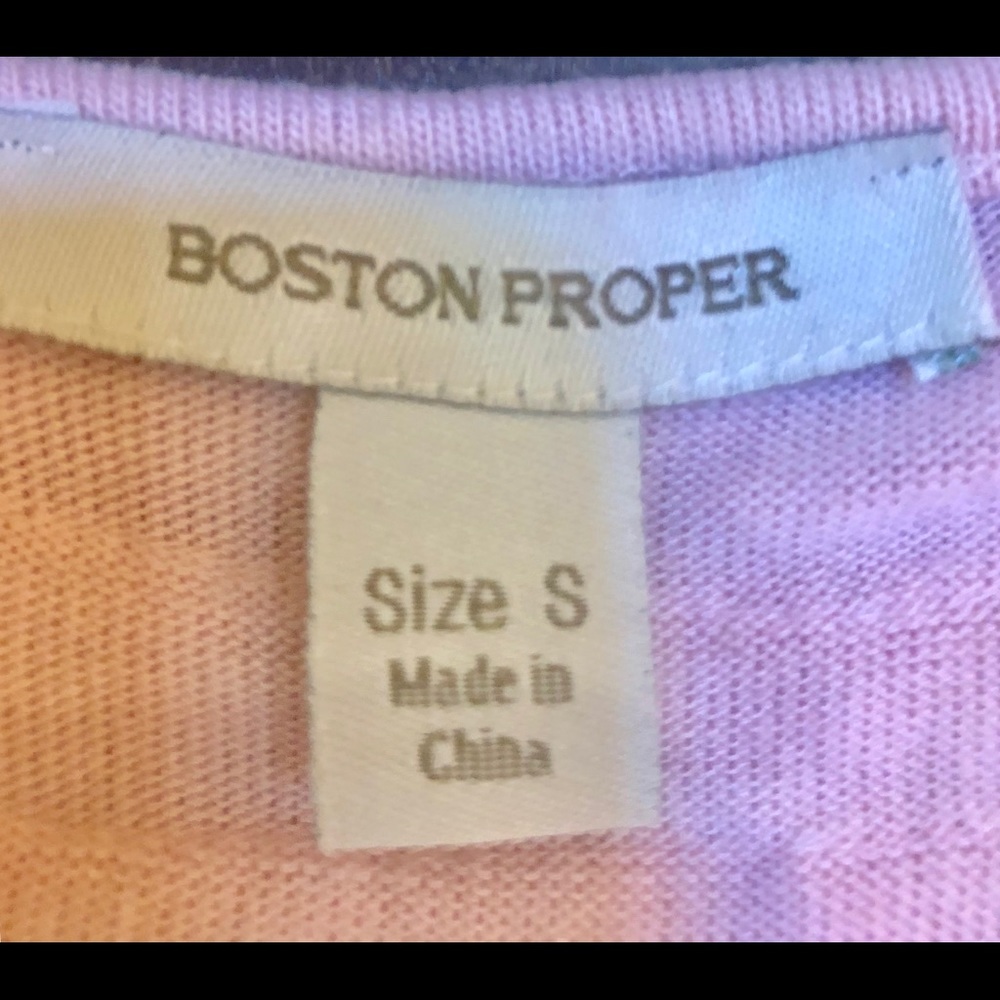 BOSTON PROPER
Size S
Made in
China